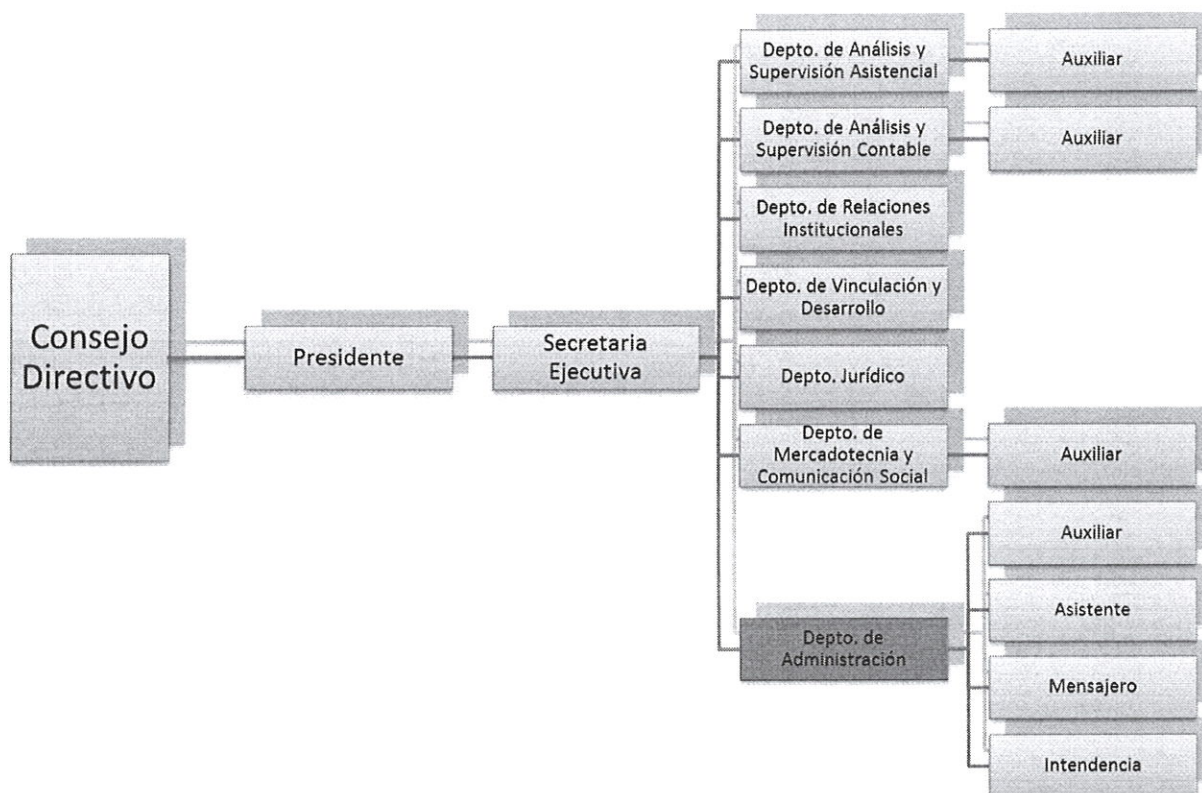 Consejo
Directivo
Presidente
Secretaria
Ejecutiva
Depto. de Análisis y
Supervisión Asistencial
Auxiliar
Depto. de Análisis y
Supervisión Contable
Auxiliar
Depto. de Relaciones
Institucionales
Depto. de Vinculación y
Desarrollo
Depto. Jurídico
Depto. de
Mercadotecnia y
Comunicación Social
Auxiliar
Depto. de
Administración
Auxiliar
Asistente
Mensajero
Intendencia